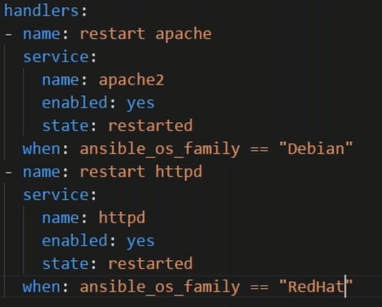 handlers:
- name: restart apache
  service:
    name: apache2
    enabled: yes
    state: restarted
  when: ansible_os_family == "Debian"
- name: restart httpd
  service:
    name: httpd
    enabled: yes
    state: restarted
  when: ansible_os_family == "RedHat"